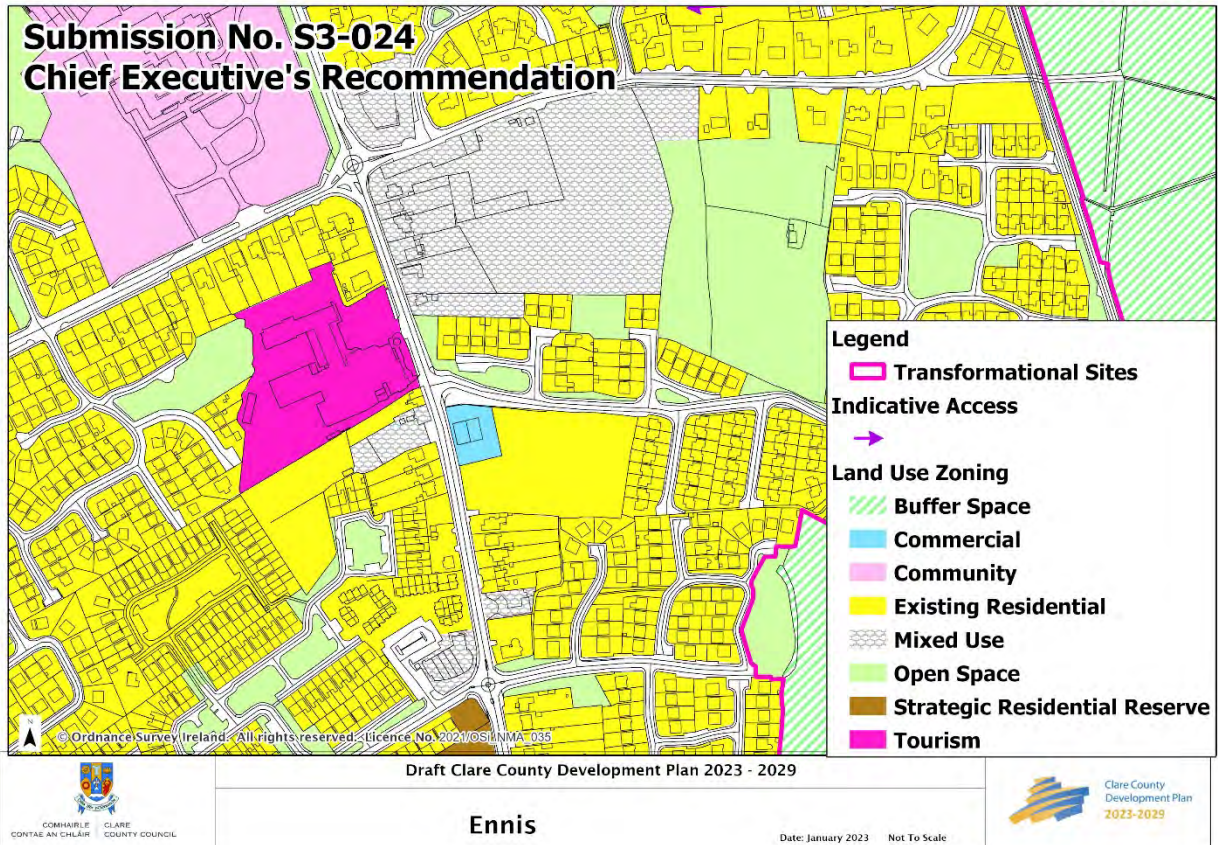 Submission No. S3-024
Chief Executive's Recommendation
Legend
Transformational Sites
Indicative Access
Land Use Zoning
Buffer Space
Commercial
Community
Existing Residential
Mixed Use
Open Space
Strategic Residential Reserve
Tourism
N
© Ordnance Survey Ireland. All rights reserved. Licence No. 2021/OSI_NMA_035
Draft Clare County Development Plan 2023 - 2029
COMHAIRLE CONTAE AN CHLÁIR
CLARE COUNTY COUNCIL
Ennis
Date: January 2023 Not To Scale
Clare County
Development Plan
2023-2029